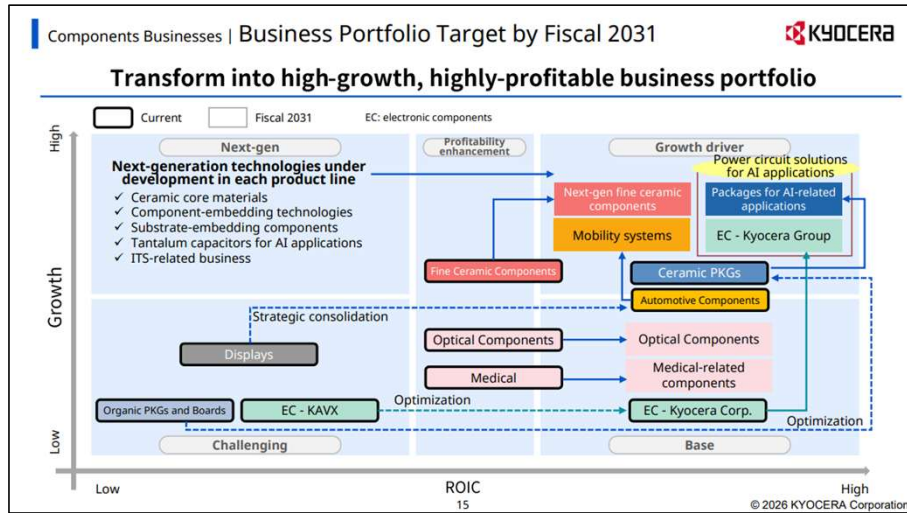 Components Businesses | Business Portfolio Target by Fiscal 2031
KYOCERA
Transform into high-growth, highly-profitable business portfolio
Current
Fiscal 2031
EC: electronic components
High
Growth
Low
Next-gen
Profitability
enhancement
Growth driver
Next-generation technologies under
development in each product line
✓ Ceramic core materials
✓ Component-embedding technologies
✓ Substrate-embedding components
✓ Tantalum capacitors for AI applications
✓ ITS-related business
Power circuit solutions
for AI applications
Next-gen fine ceramic
components
Packages for AI-related
applications
Mobility systems
EC - Kyocera Group
Fine Ceramic Components
Ceramic PKGs
Automotive Components
Strategic consolidation
Displays
Optical Components
Optical Components
Medical
Medical-related
components
Organic PKGs and Boards
EC - KAVX
Optimization
EC - Kyocera Corp.
Optimization
Challenging
Base
Low
ROIC
High
15
© 2026 KYOCERA Corporation